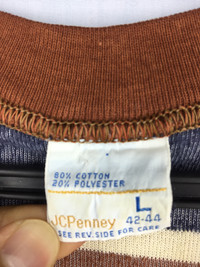 80% COTTON
20% POLYESTER
L
JCPenney 42-44
SEE REV. SIDE FOR CARE